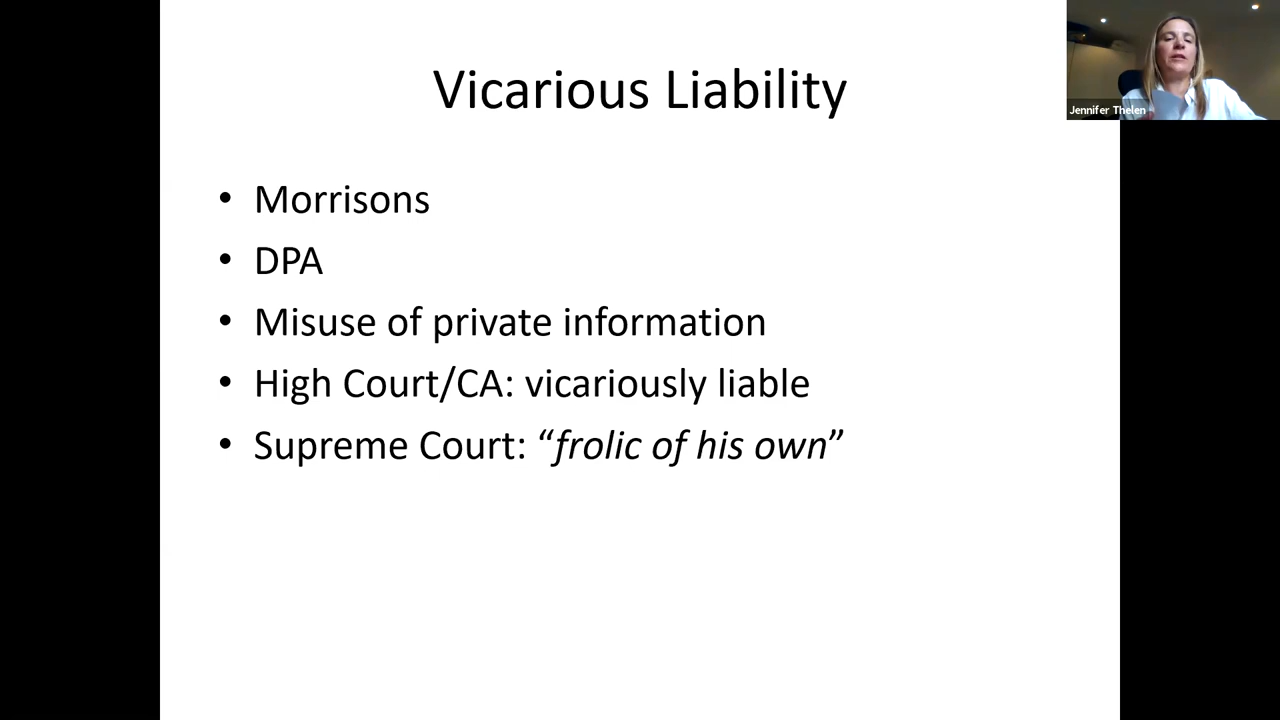 Vicarious Liability
Jennifer Thelen
• Morrisons
• DPA
• Misuse of private information
• High Court/CA: vicariously liable
• Supreme Court: “frolic of his own”